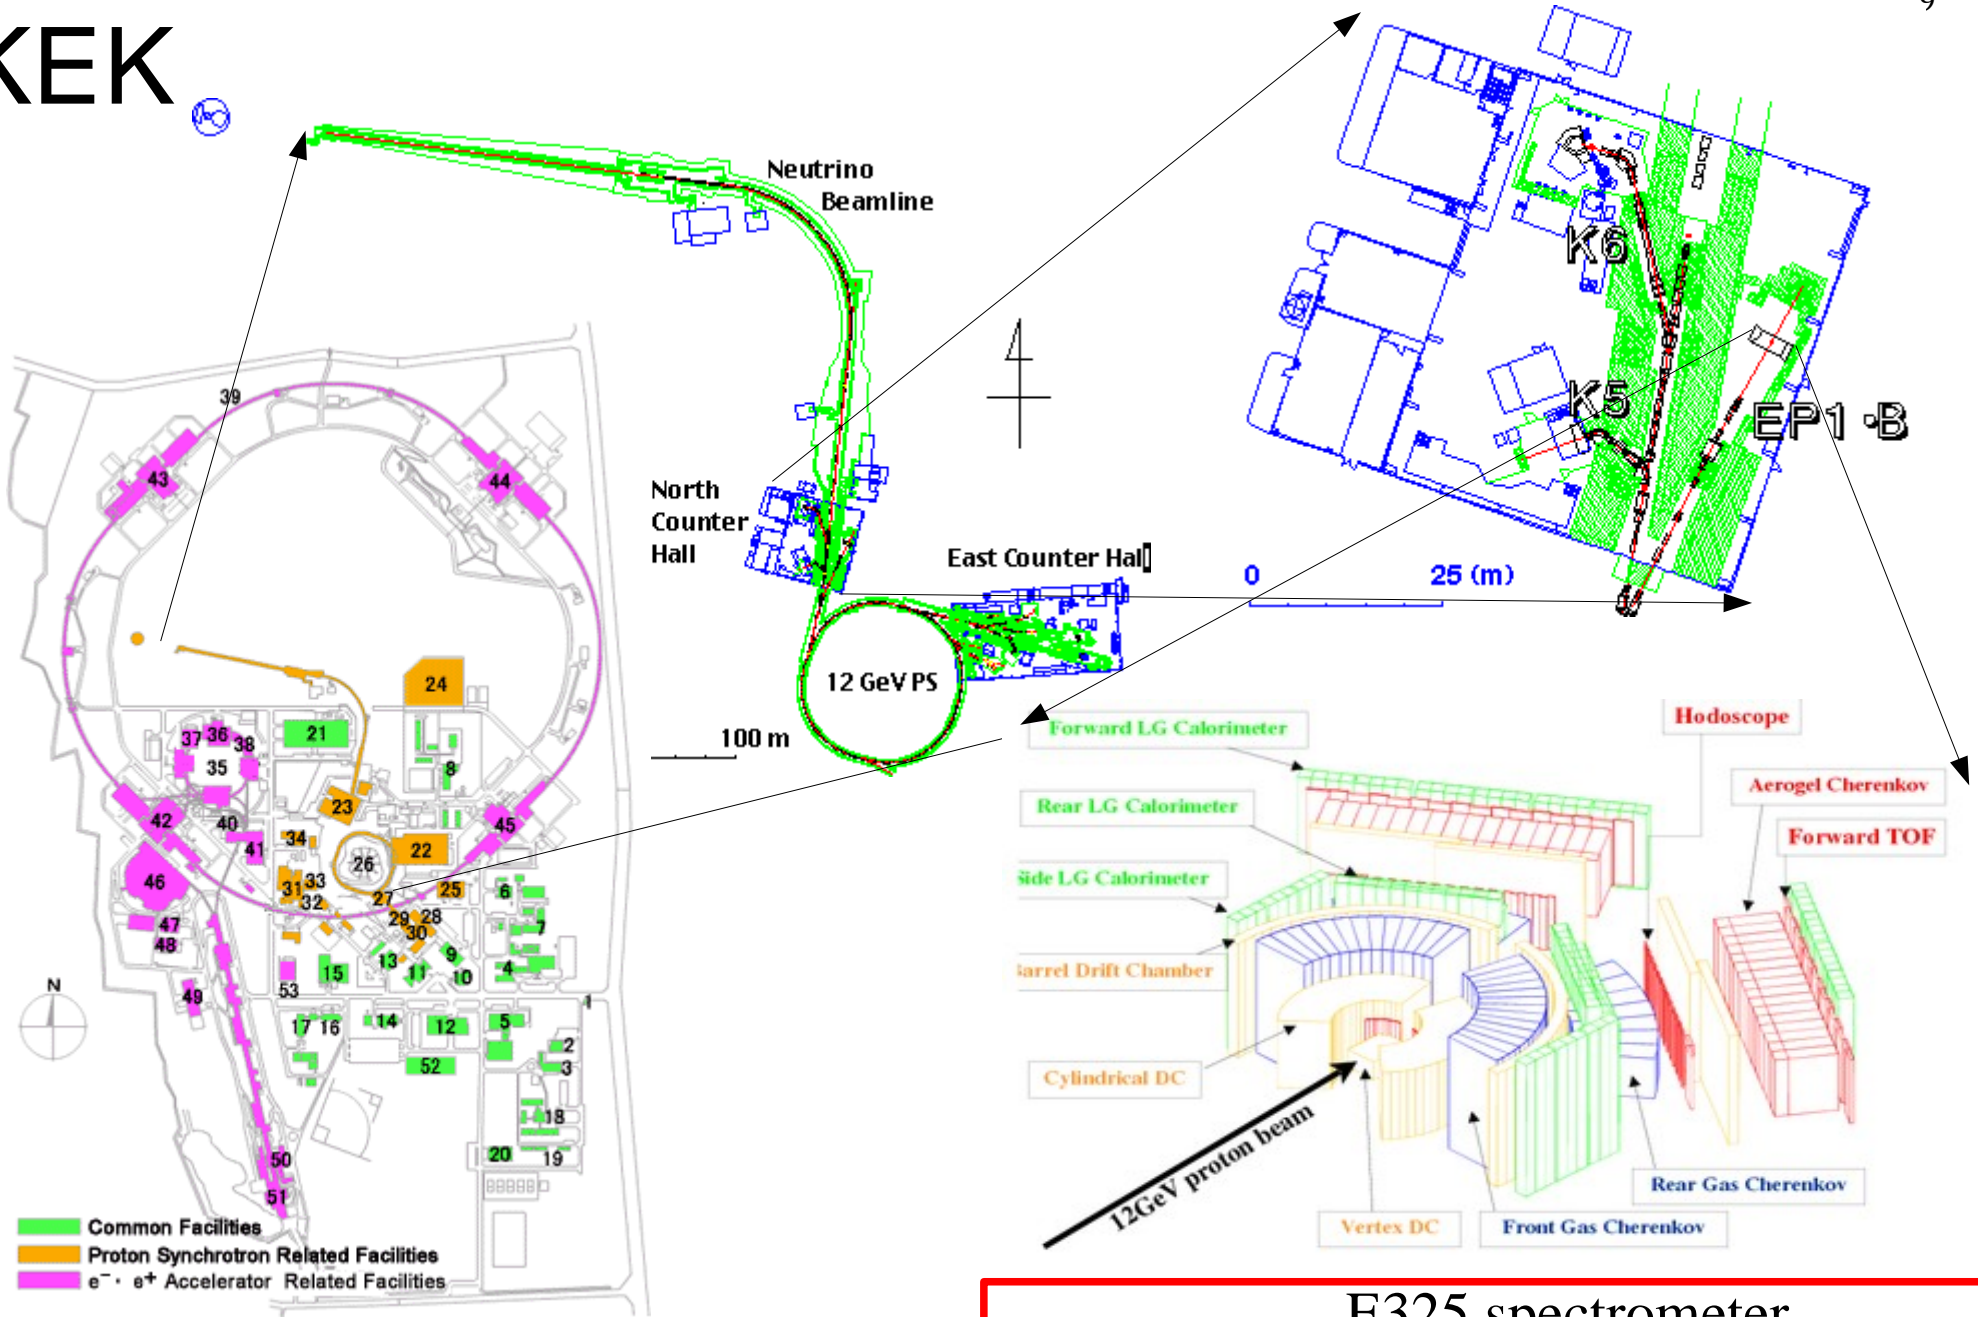 9
KEK
Neutrino
Beamline
North
Counter
Hall
East Counter Hal
12 GeV PS
100 m
K6
K5
EP1 •B
0
25 (m)
39
43
44
24
21
37
36
38
35
8
23
42
40
41
34
26
22
45
46
31
33
32
27
25
6
29
28
30
7
47
48
13
9
11
10
4
15
53
49
1
N
17
16
14
12
5
2
3
52
18
20
19
50
51
Common Facilities
Proton Synchrotron Related Facilities
e⁻・ e⁺ Accelerator Related Facilities
Forward LG Calorimeter
Hodoscope
Rear LG Calorimeter
Aerogel Cherenkov
Forward TOF
Side LG Calorimeter
Barrel Drift Chamber
Cylindrical DC
12GeV proton beam
Vertex DC
Front Gas Cherenkov
Rear Gas Cherenkov
E325 spectrometer